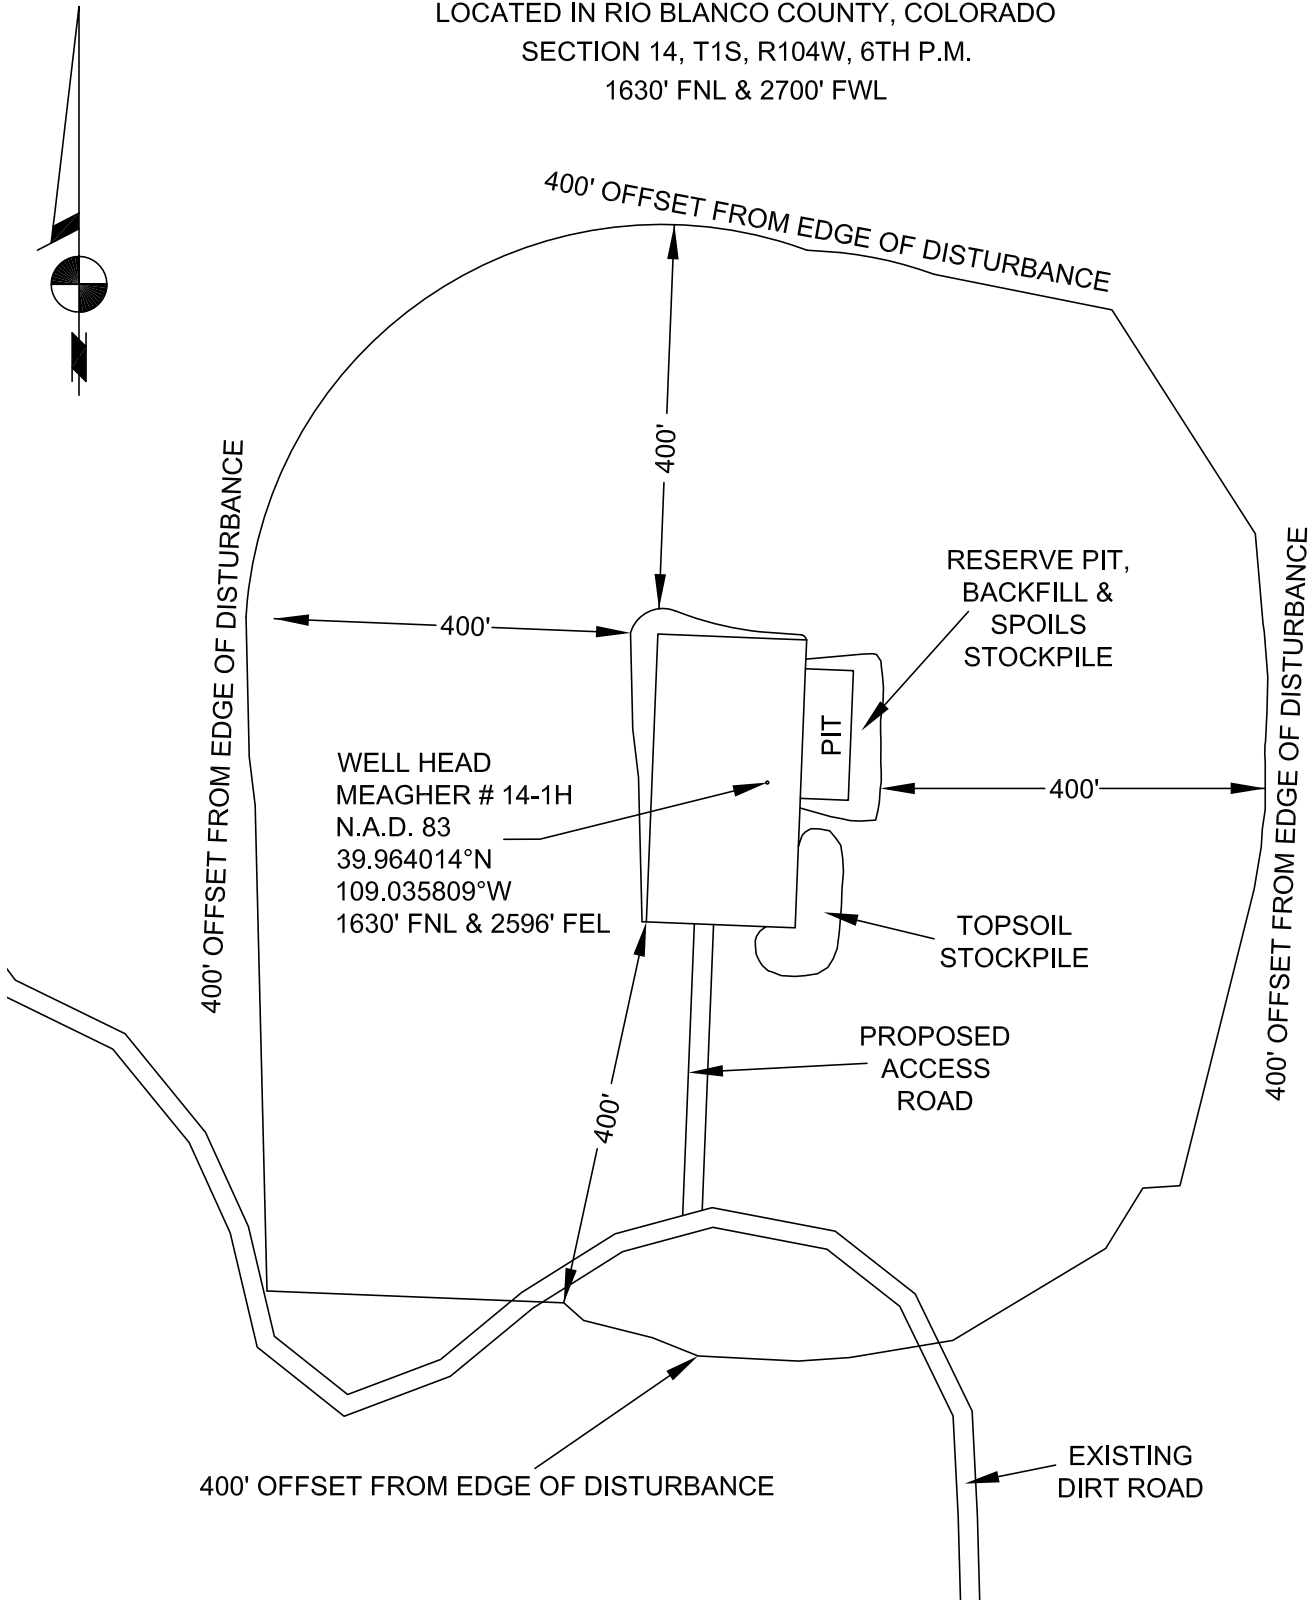 LOCATED IN RIO BLANCO COUNTY, COLORADO
SECTION 14, T1S, R104W, 6TH P.M.
1630' FNL & 2700' FWL
400' OFFSET FROM EDGE OF DISTURBANCE
400'
400' OFFSET FROM EDGE OF DISTURBANCE
400'
RESERVE PIT,
BACKFILL &
SPOILS
STOCKPILE
PIT
WELL HEAD
MEAGHER # 14-1H
N.A.D. 83
39.964014°N
109.035809°W
1630' FNL & 2596' FEL
400'
400' OFFSET FROM EDGE OF DISTURBANCE
TOPSOIL
STOCKPILE
PROPOSED
ACCESS
ROAD
400'
400' OFFSET FROM EDGE OF DISTURBANCE
EXISTING
DIRT ROAD